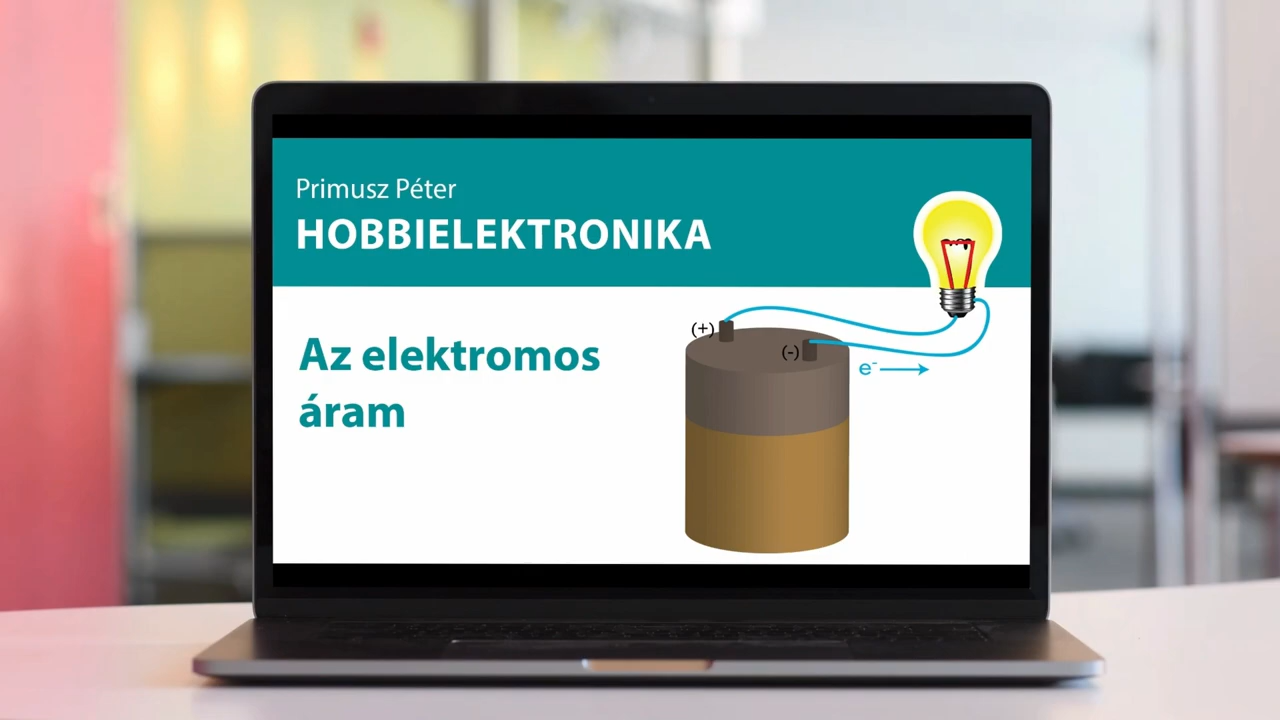 Primusz Péter
HOBBIELEKTRONIKA
Az elektromos
áram
(+)
(-)
e-